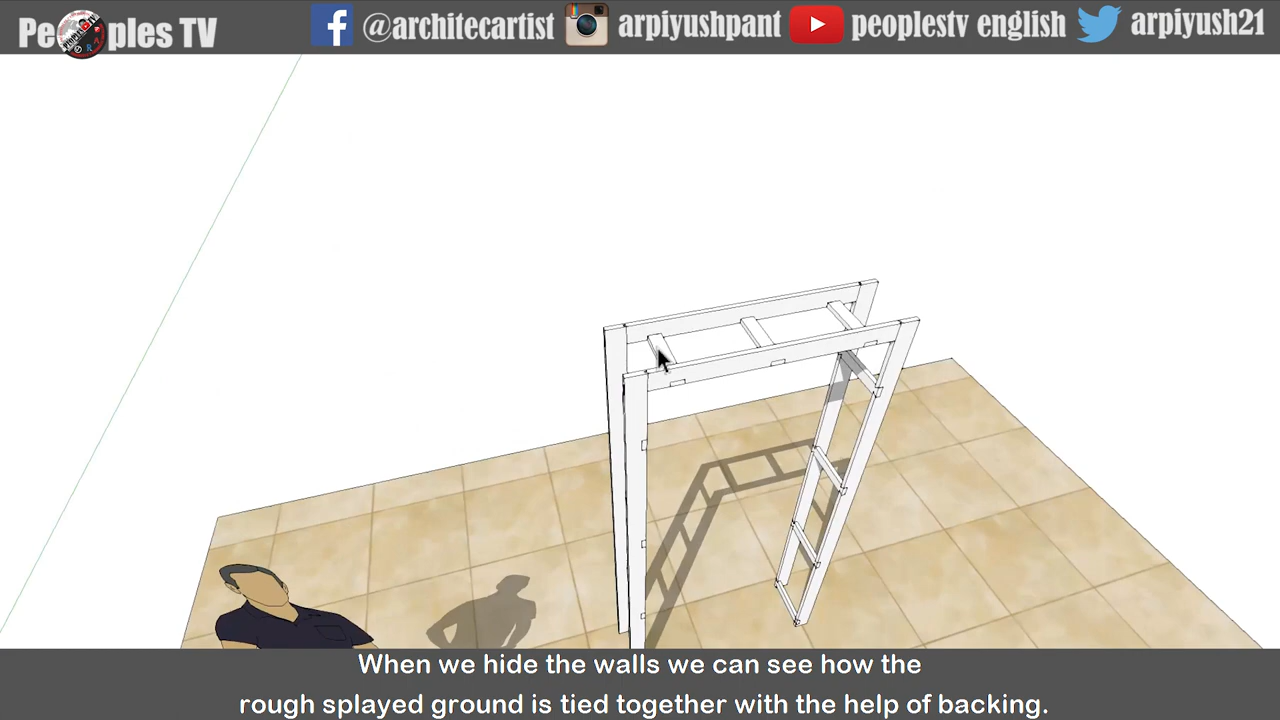 Peoples TV @architecartist arpiyushpant peoplestv english arpiyush21
When we hide the walls we can see how the
rough splayed ground is tied together with the help of backing.